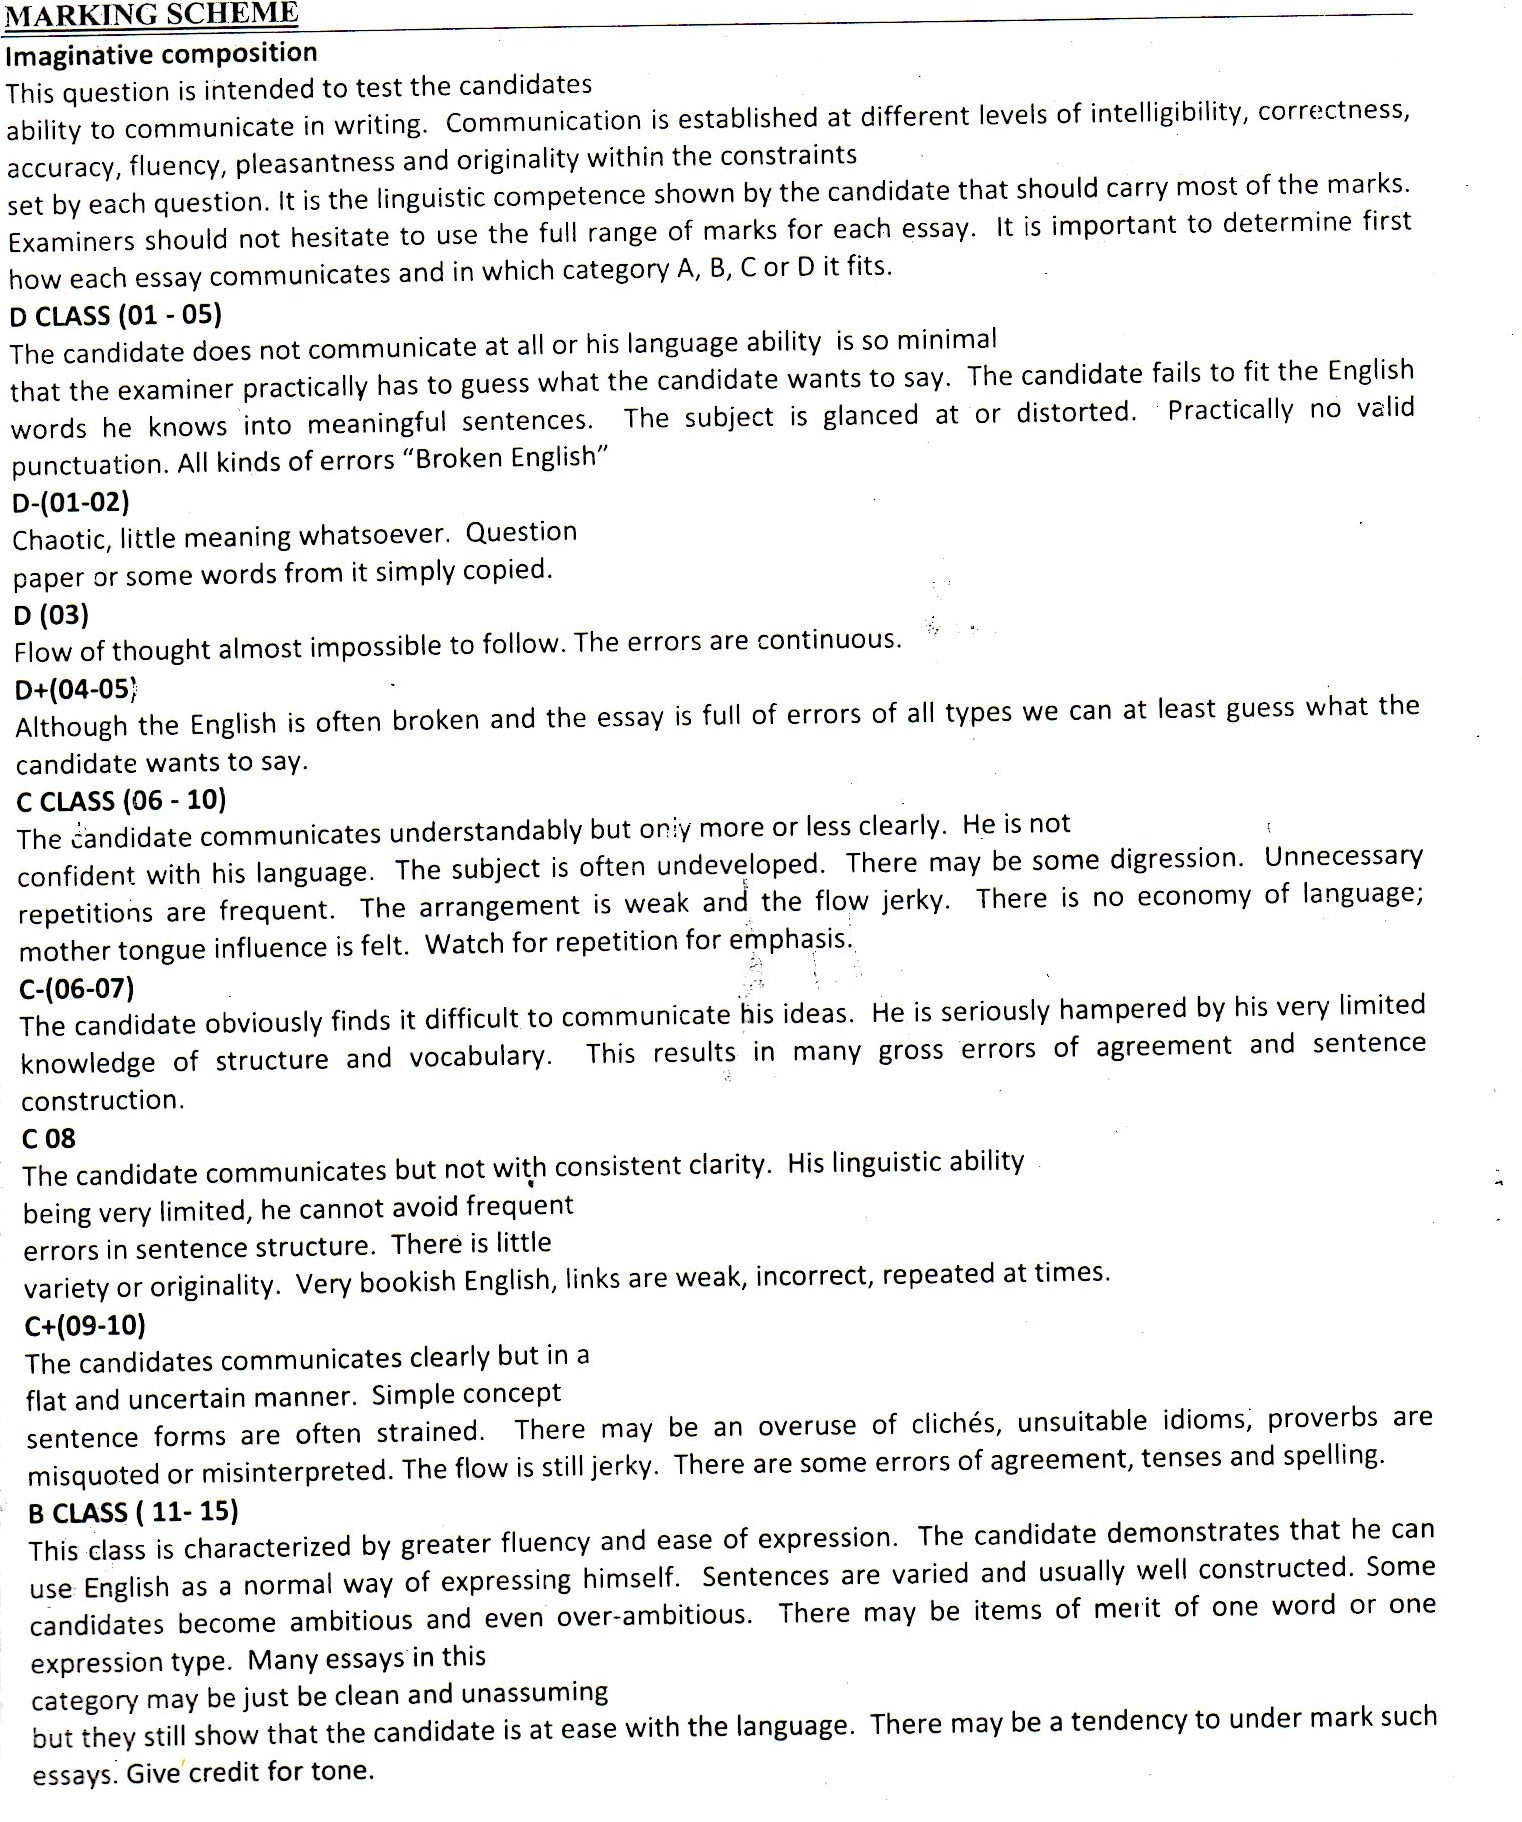 MARKING SCHEME
Imaginative composition
This question is intended to test the candidates
ability to communicate in writing. Communication is established at different levels of intelligibility, correctness,
accuracy, fluency, pleasantness and originality within the constraints
set by each question. It is the linguistic competence shown by the candidate that should carry most of the marks.
Examiners should not hesitate to use the full range of marks for each essay. It is important to determine first
how each essay communicates and in which category A, B, C or D it fits.
D CLASS (01 - 05)
The candidate does not communicate at all or his language ability is so minimal
that the examiner practically has to guess what the candidate wants to say. The candidate fails to fit the English
words he knows into meaningful sentences. The subject is glanced at or distorted. Practically no valid
punctuation. All kinds of errors “Broken English”
D-(01-02)
Chaotic, little meaning whatsoever. Question
paper or some words from it simply copied.
D (03)
Flow of thought almost impossible to follow. The errors are continuous.
D+(04-05)
Although the English is often broken and the essay is full of errors of all types we can at least guess what the
candidate wants to say.
C CLASS (06 - 10)
The candidate communicates understandably but only more or less clearly. He is not
confident with his language. The subject is often undeveloped. There may be some digression. Unnecessary
repetitions are frequent. The arrangement is weak and the flow jerky. There is no economy of language;
mother tongue influence is felt. Watch for repetition for emphasis.
C-(06-07)
The candidate obviously finds it difficult to communicate his ideas. He is seriously hampered by his very limited
knowledge of structure and vocabulary. This results in many gross errors of agreement and sentence
construction.
C 08
The candidate communicates but not with consistent clarity. His linguistic ability
being very limited, he cannot avoid frequent
errors in sentence structure. There is little
variety or originality. Very bookish English, links are weak, incorrect, repeated at times.
C+(09-10)
The candidates communicates clearly but in a
flat and uncertain manner. Simple concept
sentence forms are often strained. There may be an overuse of clichés, unsuitable idioms, proverbs are
misquoted or misinterpreted. The flow is still jerky. There are some errors of agreement, tenses and spelling.
B CLASS ( 11- 15)
This class is characterized by greater fluency and ease of expression. The candidate demonstrates that he can
use English as a normal way of expressing himself. Sentences are varied and usually well constructed. Some
candidates become ambitious and even over-ambitious. There may be items of merit of one word or one
expression type. Many essays in this
category may be just be clean and unassuming
but they still show that the candidate is at ease with the language. There may be a tendency to under mark such
essays. Give credit for tone.